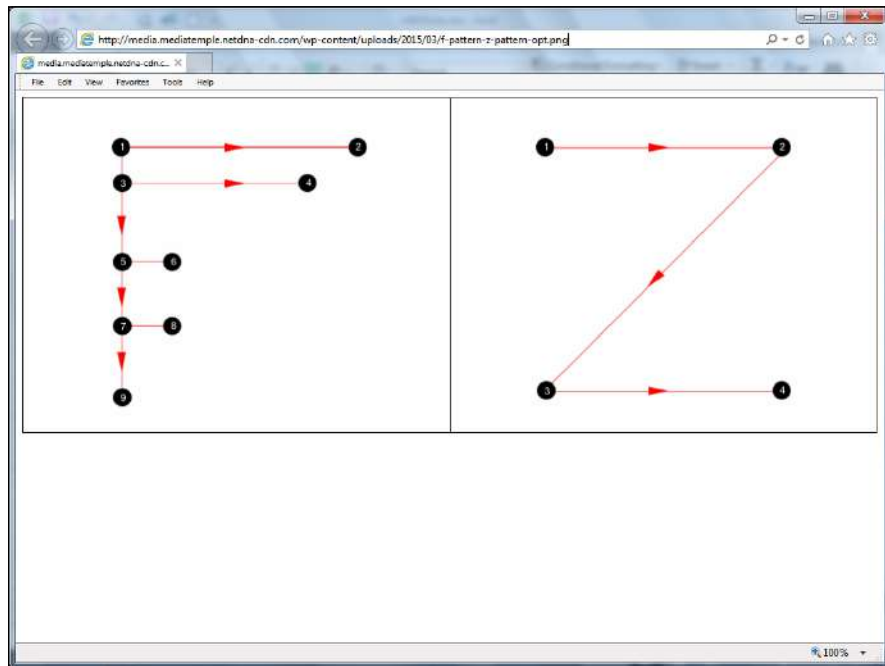 http://media.mediatemple.netdna-cdn.com/wp-content/uploads/2015/03/f-pattern-z-pattern-opt.png
media.mediatemple.netdna-cdn.c...
File Edit View Favorites Tools Help
1 2
3 4
5 6
7 8
9
1 2
3 4
100%